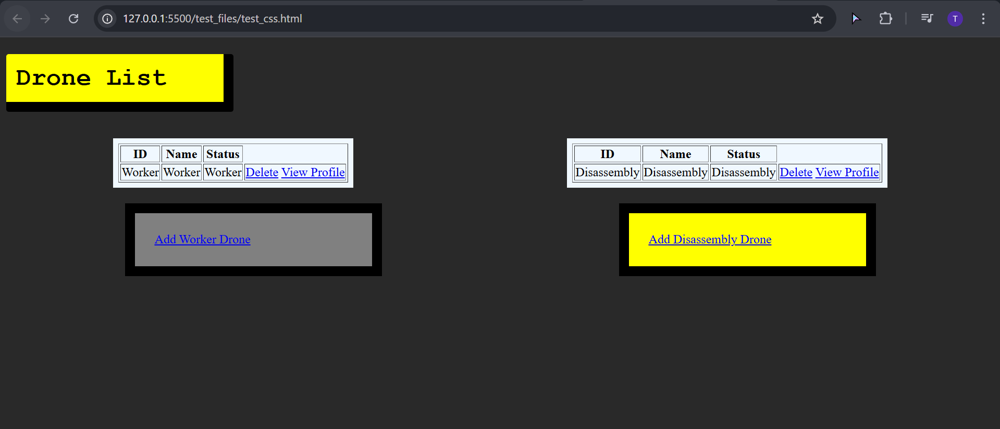 127.0.0.1:5500/test_files/test_css.html
T
Drone List
ID Name Status
Worker Worker Worker Delete View Profile
ID Name Status
Disassembly Disassembly Disassembly Delete View Profile
Add Worker Drone
Add Disassembly Drone